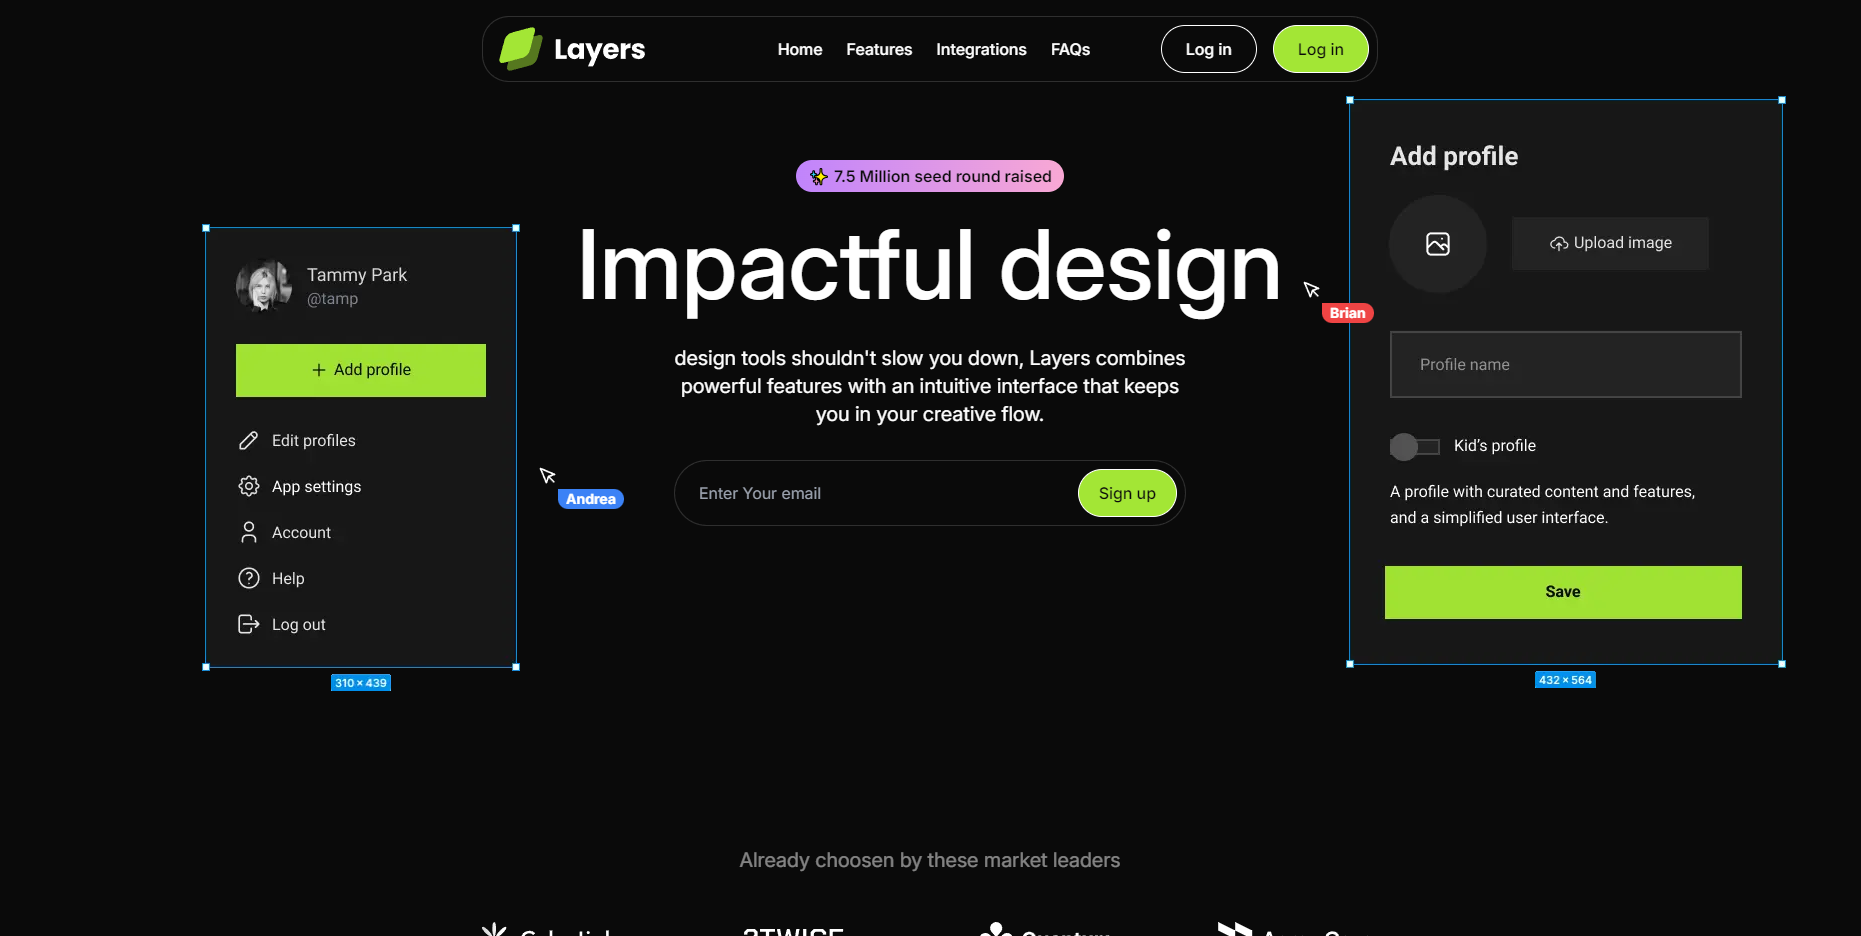 Layers
Home
Features
Integrations
FAQs
Log in
Log in
7.5 Million seed round raised
Impactful design
design tools shouldn't slow you down, Layers combines
powerful features with an intuitive interface that keeps
you in your creative flow.
Enter Your email
Sign up
Tammy Park
@tamp
Add profile
Edit profiles
App settings
Account
Help
Log out
310 × 439
Andrea
Brian
Add profile
Upload image
Profile name
Kid’s profile
A profile with curated content and features,
and a simplified user interface.
Save
432 × 564
Already choosen by these market leaders